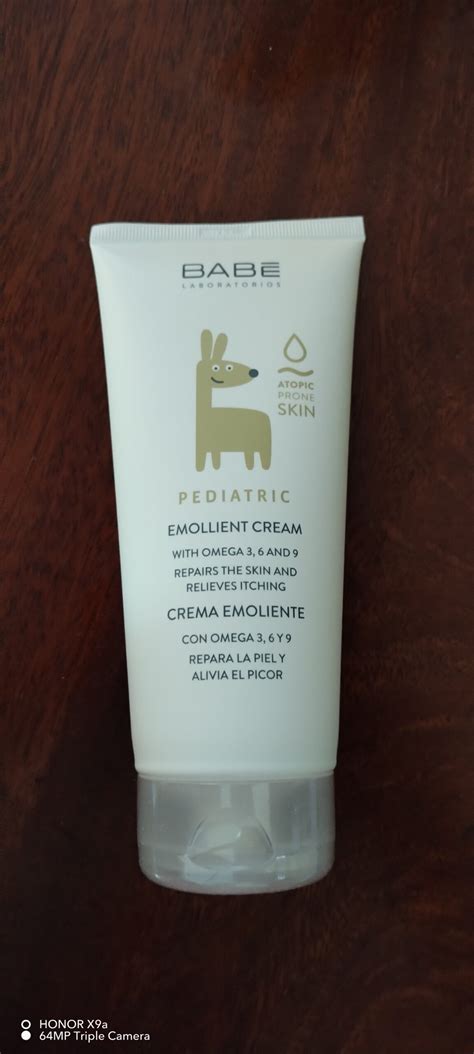 BABĒ
LABORATORIOS
ATOPIC
PRONE
SKIN
PEDIATRIC
EMOLLIENT CREAM
WITH OMEGA 3, 6 AND 9
REPAIRS THE SKIN AND
RELIEVES ITCHING
CREMA EMOLIENTE
CON OMEGA 3, 6 Y 9
REPARA LA PIEL Y
ALIVIA EL PICOR
HONOR X9a
64MP Triple Camera